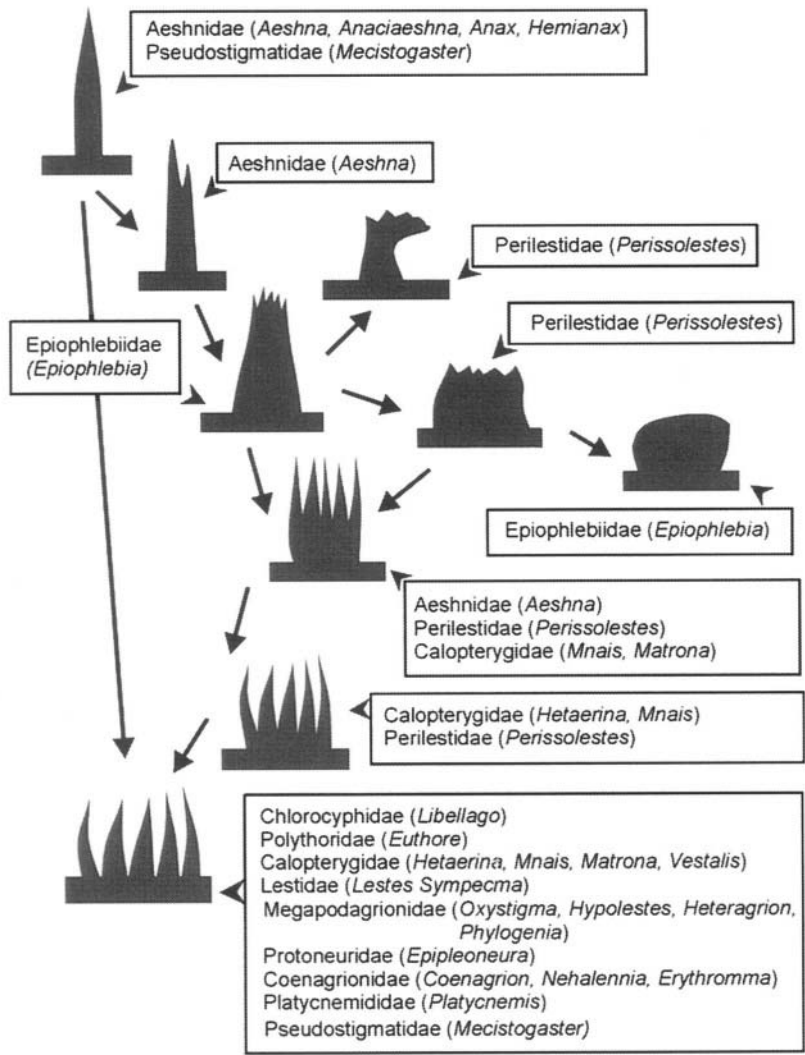 Aeshnidae (Aeshna, Anaciaeshna, Anax, Hemianax)
Pseudostigmatidae (Mecistogaster)
Aeshnidae (Aeshna)
Perilestidae (Perissolestes)
Perilestidae (Perissolestes)
Epiophlebiidae
(Epiophlebia)
Epiophlebiidae (Epiophlebia)
Aeshnidae (Aeshna)
Perilestidae (Perissolestes)
Calopterygidae (Mnais, Matrona)
Calopterygidae (Hetaerina, Mnais)
Perilestidae (Perissolestes)
Chlorocyphidae (Libellago)
Polythoridae (Euthore)
Calopterygidae (Hetaerina, Mnais, Matrona, Vestalis)
Lestidae (Lestes Sympecma)
Megapodagrionidae (Oxystigma, Hypolestes, Heteragrion,
Phylogenia)
Protoneuridae (Epipleoneura)
Coenagrionidae (Coenagrion, Nehalennia, Erythromma)
Platycnemididae (Platycnemis)
Pseudostigmatidae (Mecistogaster)